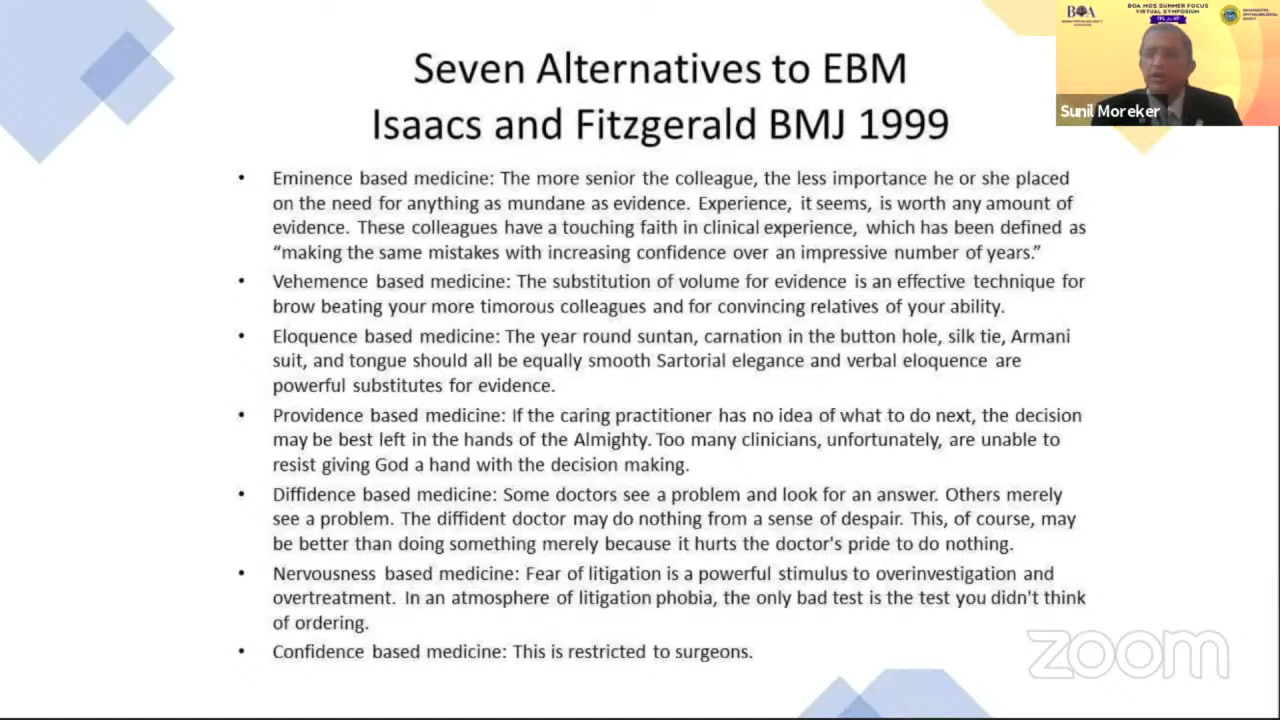 Seven Alternatives to EBM
Isaacs and Fitzgerald BMJ 1999
• Eminence based medicine: The more senior the colleague, the less importance he or she placed
on the need for anything as mundane as evidence. Experience, it seems, is worth any amount of
evidence. These colleagues have a touching faith in clinical experience, which has been defined as
“making the same mistakes with increasing confidence over an impressive number of years.”
• Vehemence based medicine: The substitution of volume for evidence is an effective technique for
brow beating your more timorous colleagues and for convincing relatives of your ability.
• Eloquence based medicine: The year round suntan, carnation in the button hole, silk tie, Armani
suit, and tongue should all be equally smooth Sartorial elegance and verbal eloquence are
powerful substitutes for evidence.
• Providence based medicine: If the caring practitioner has no idea of what to do next, the decision
may be best left in the hands of the Almighty. Too many clinicians, unfortunately, are unable to
resist giving God a hand with the decision making.
• Diffidence based medicine: Some doctors see a problem and look for an answer. Others merely
see a problem. The diffident doctor may do nothing from a sense of despair. This, of course, may
be better than doing something merely because it hurts the doctor's pride to do nothing.
• Nervousness based medicine: Fear of litigation is a powerful stimulus to overinvestigation and
overtreatment. In an atmosphere of litigation phobia, the only bad test is the test you didn't think
of ordering.
• Confidence based medicine: This is restricted to surgeons.
BOA
BOA MOS SUMMER FOCUS
VIRTUAL SYMPOSIUM
Sunil Moreker
zoom